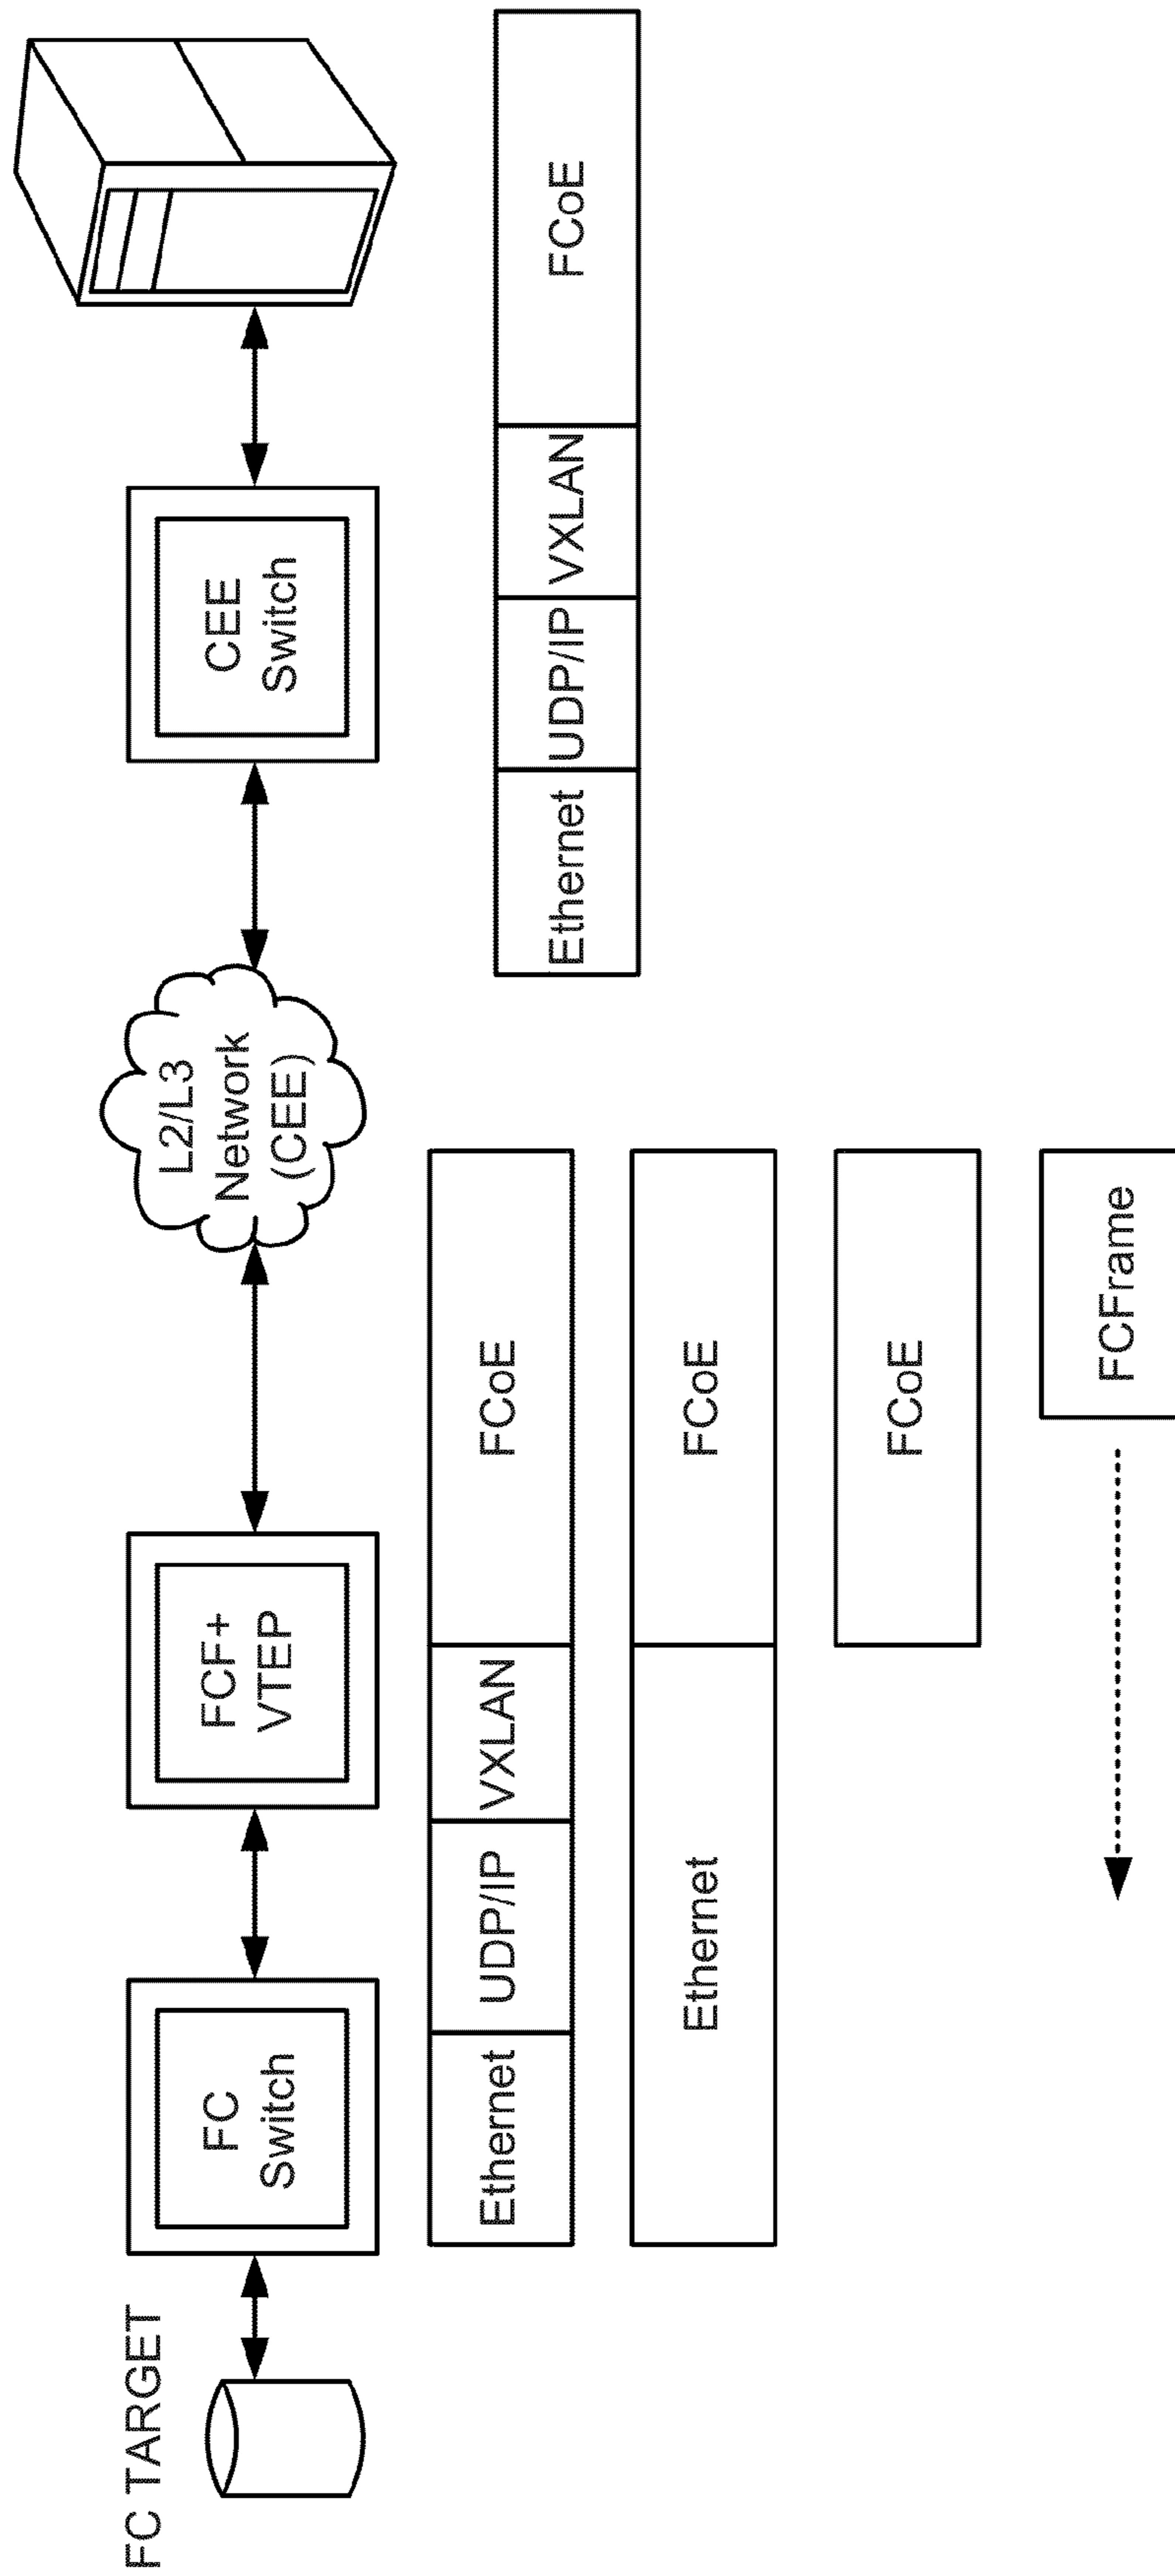 FC TARGET
FC
Switch
FCF+
VTEP
L2/L3
Network
(CEE)
CEE
Switch
Ethernet
UDP/IP
VXLAN
FCoE
Ethernet
UDP/IP
VXLAN
FCoE
Ethernet
FCoE
FCoE
FCFrame